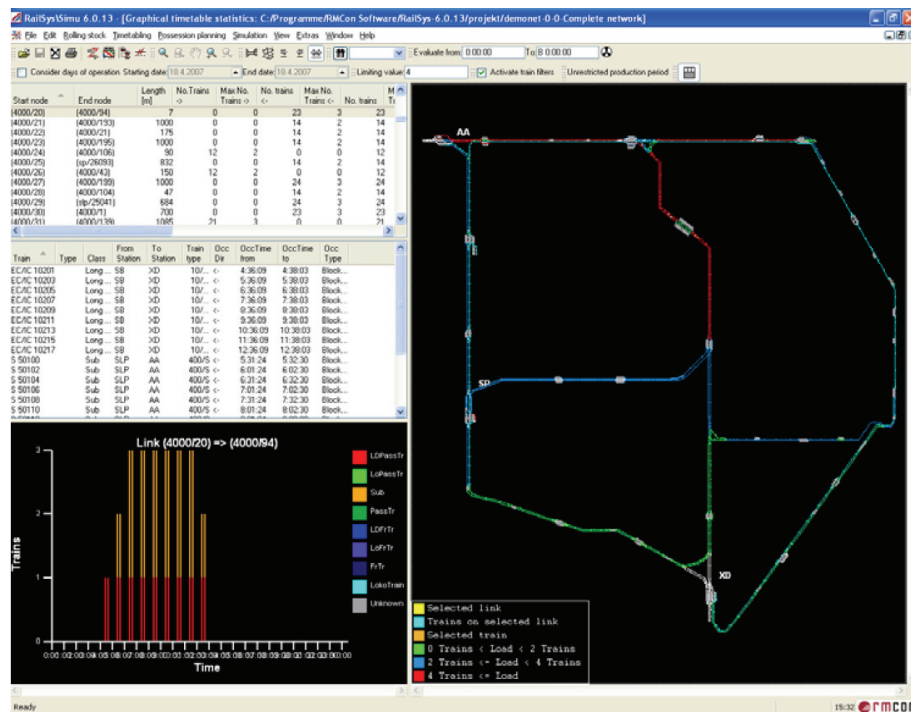 RailSys\Simu 6.0.13 - [Graphical timetable statistics: C:/Programme/RMCon Software/RailSys-6.0.13/projekt/demonet-0-0-Complete network]
File Edit Rolling stock Timetabling Possession planning Simulation View Extras Window Help
Evaluate from: 0:00:00 To: 8 0:00:00
Consider days of operation Starting date: 18.4.2007 End date: 18.4.2007 Limiting value: 4 Activate train filters Unrestricted production period
Length No.Trains Max No. No. trains Max No.
Start node End node [m] -> Trains -> <- Trains <- No. trains
(4000/20) (4000/94) 7 0 0 23 3 23
(4000/21) (4000/193) 1000 0 0 14 2 14
(4000/22) (4000/21) 175 0 0 14 2 14
(4000/23) (4000/195) 1000 0 0 14 2 14
(4000/24) (4000/106) 90 12 2 0 0 12
(4000/25) (sp/26093) 832 0 0 14 2 14
(4000/26) (4000/43) 150 12 2 0 0 12
(4000/27) (4000/199) 1000 0 0 24 3 24
(4000/28) (4000/104) 47 0 0 14 2 14
(4000/29) (slp/25041) 684 0 0 24 3 24
(4000/30) (4000/1) 700 0 0 23 3 23
(4000/31) (4000/139) 1085 21 3 0 0 21
From To Train Occ OccTime OccTime Occ
Train Type Class Station Station type Dir from to Type
EC/IC 10201 Long ... SB XD 10/... <- 4:36:09 4:38:03 Block...
EC/IC 10203 Long ... SB XD 10/... <- 5:36:09 5:38:03 Block...
EC/IC 10205 Long ... SB XD 10/... <- 6:36:09 6:38:03 Block...
EC/IC 10207 Long ... SB XD 10/... <- 7:36:09 7:38:03 Block...
EC/IC 10209 Long ... SB XD 10/... <- 8:36:09 8:38:03 Block...
EC/IC 10211 Long ... SB XD 10/... <- 9:36:09 9:38:03 Block...
EC/IC 10213 Long ... SB XD 10/... <- 10:36:09 10:38:03 Block...
EC/IC 10215 Long ... SB XD 10/... <- 11:36:09 11:38:03 Block...
EC/IC 10217 Long ... SB XD 10/... <- 12:36:09 12:38:03 Block...
S 50100 Sub SLP AA 400/S <- 5:31:24 5:32:30 Block...
S 50102 Sub SLP AA 400/S <- 6:01:24 6:02:30 Block...
S 50104 Sub SLP AA 400/S <- 6:31:24 6:32:30 Block...
S 50106 Sub SLP AA 400/S <- 7:01:24 7:02:30 Block...
S 50108 Sub SLP AA 400/S <- 7:31:24 7:32:30 Block...
S 50110 Sub SLP AA 400/S <- 8:01:24 8:02:30 Block...
Link (4000/20) => (4000/94)
3
2
1
0
Trains
Time
LDPassTr
LoPassTr
Sub
PassTr
LDFrTr
LoFrTr
FrTr
LokoTrain
Unknown
AA
SP
XD
Selected link
Trains on selected link
Selected train
0 Trains < Load < 2 Trains
2 Trains <= Load < 4 Trains
4 Trains <= Load
Ready 15:32 rmcon